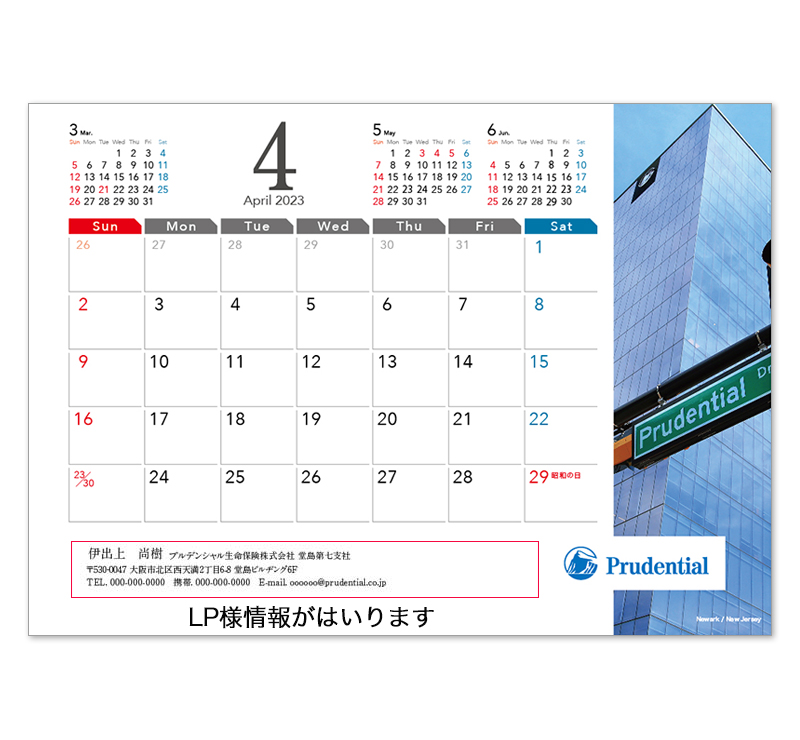 3 Mar.
Sun Mon Tue Wed Thu Fri Sat
1 2 3 4
5 6 7 8 9 10 11
12 13 14 15 16 17 18
19 20 21 22 23 24 25
26 27 28 29 30 31
4
April 2023
5 May
Sun Mon Tue Wed Thu Fri Sat
1 2 3 4 5 6
7 8 9 10 11 12 13
14 15 16 17 18 19 20
21 22 23 24 25 26 27
28 29 30 31
6 Jun.
Sun Mon Tue Wed Thu Fri Sat
1 2 3
4 5 6 7 8 9 10
11 12 13 14 15 16 17
18 19 20 21 22 23 24
25 26 27 28 29 30
Sun Mon Tue Wed Thu Fri Sat
26 27 28 29 30 31 1
2 3 4 5 6 7 8
9 10 11 12 13 14 15
16 17 18 19 20 21 22
23/30 24 25 26 27 28 29 昭和の日
伊出上 尚樹 プルデンシャル生命保険株式会社 堂島第七支社
〒530-0047 大阪市北区西天満2丁目6-8 堂島ビルヂング6F
TEL. 000-000-0000 携帯. 000-000-0000 E-mail. oooooo@prudential.co.jp
LP様情報がはいります
Prudential Dr
Prudential
Newark / New Jersey